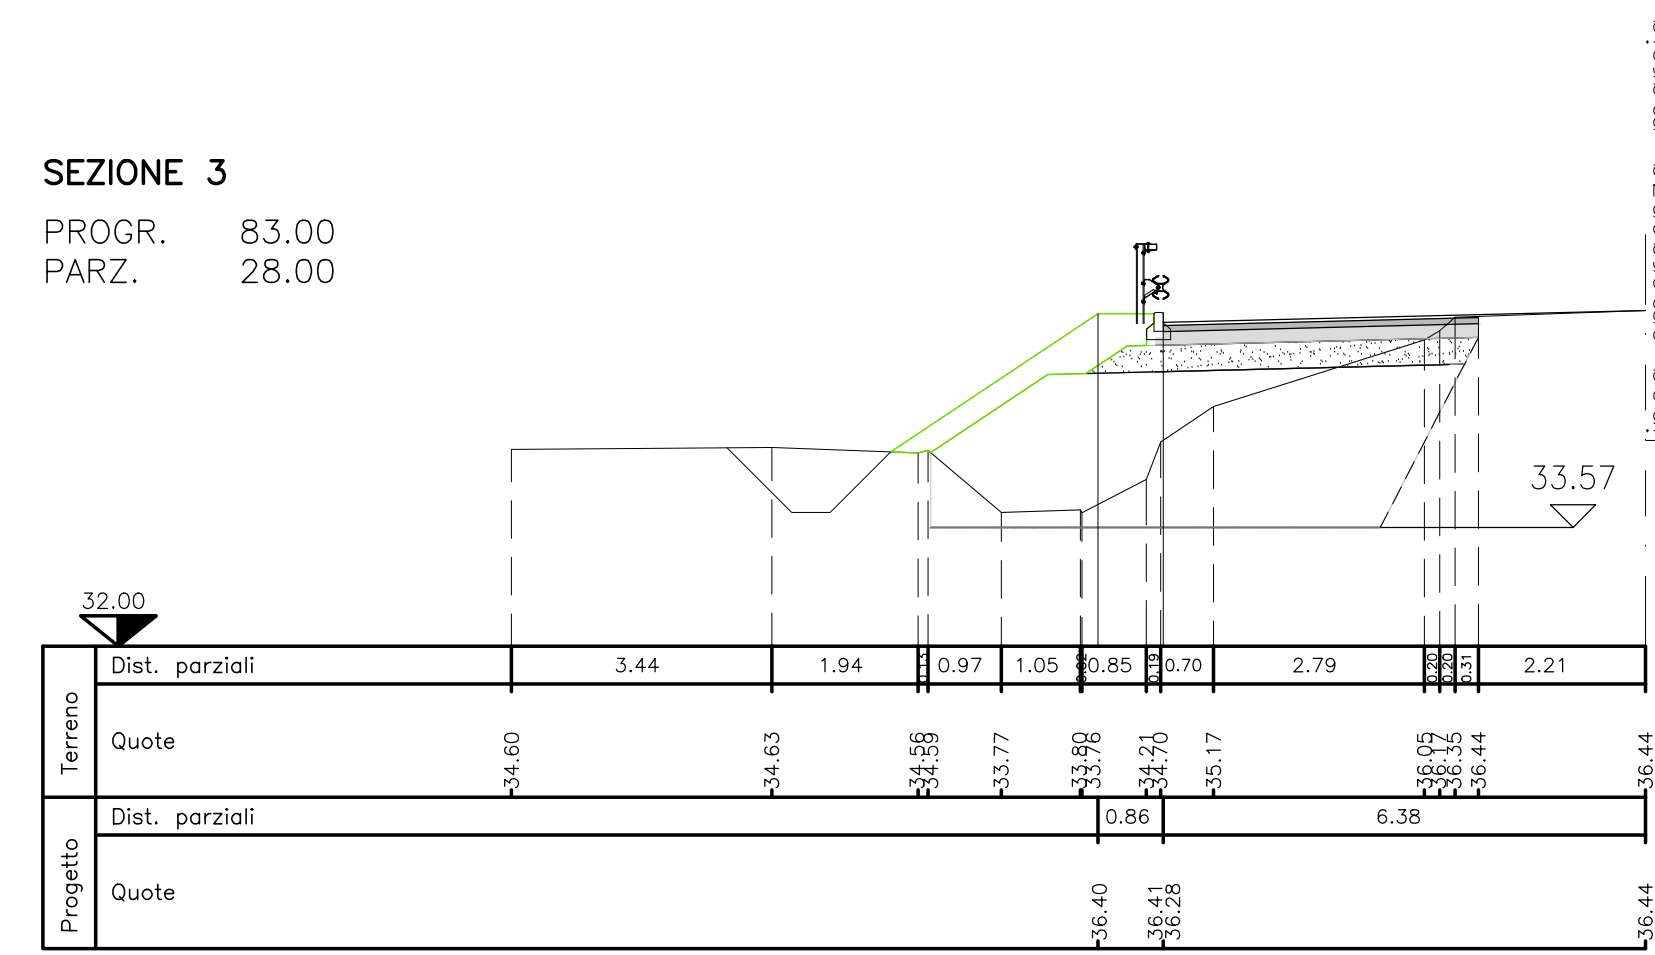 SEZIONE 3
PROGR. 83.00
PARZ. 28.00
33.57
32.00
Terreno
Dist. parziali 3.44 1.94 0.13 0.97 1.05 0.02 0.85 0.19 0.70 2.79 0.20 0.20 0.31 2.21
Quote 34.60 34.63 34.56 34.59 33.77 33.80 33.76 34.21 34.70 35.17 36.05 36.17 36.35 36.44 36.44
Progetto
Dist. parziali 0.86 6.38
Quote 36.40 36.41 36.28 36.44